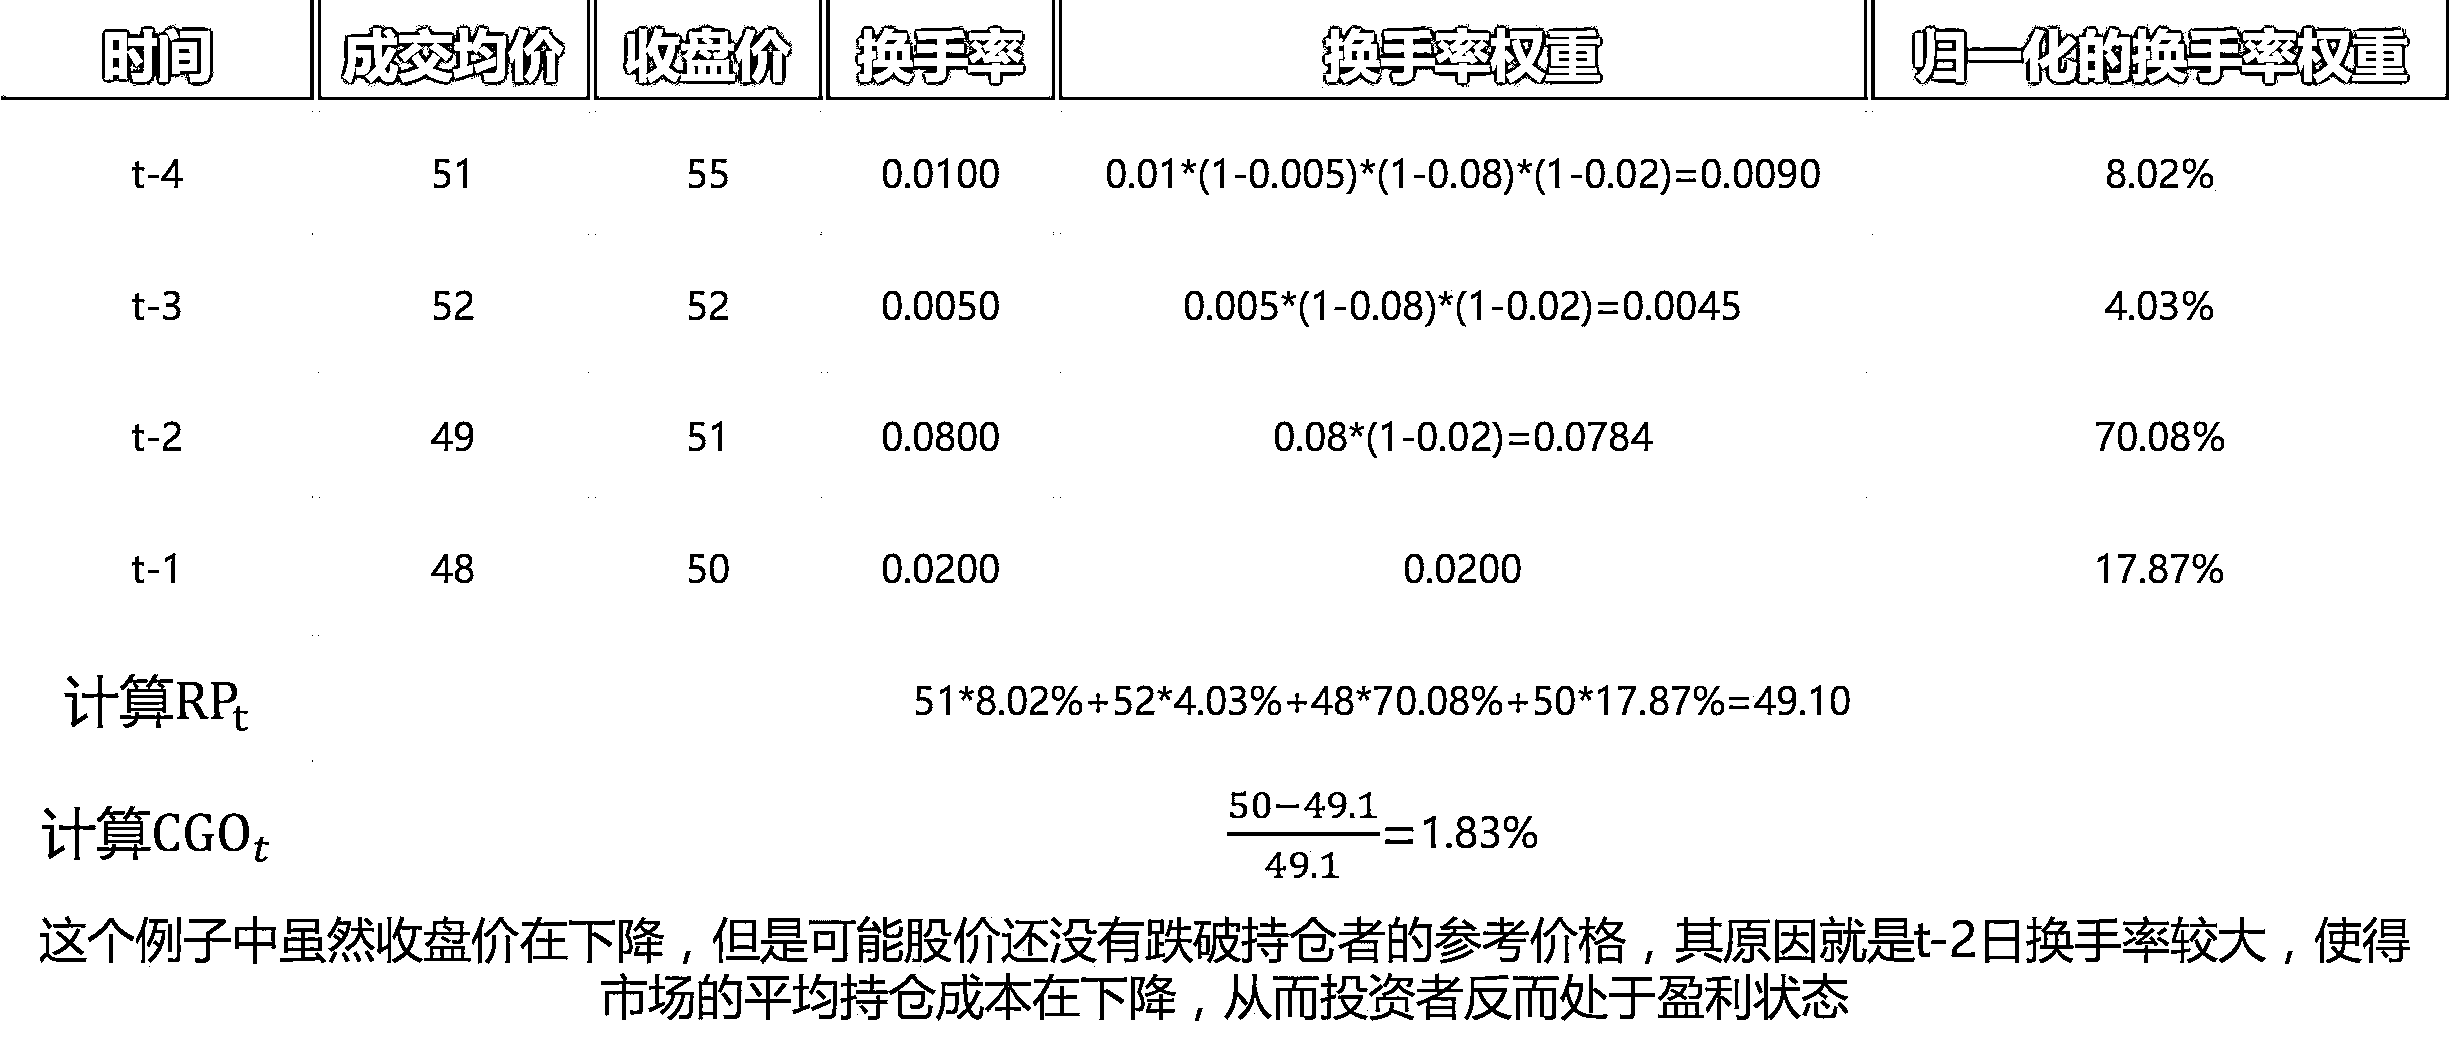 时间 成交均价 收盘价 换手率 换手率权重 归一化的换手率权重
t-4 51 55 0.0100 0.01*(1-0.005)*(1-0.08)*(1-0.02)=0.0090 8.02%
t-3 52 52 0.0050 0.005*(1-0.08)*(1-0.02)=0.0045 4.03%
t-2 49 51 0.0800 0.08*(1-0.02)=0.0784 70.08%
t-1 48 50 0.0200 0.0200 17.87%
计算RPt 51*8.02%+52*4.03%+48*70.08%+50*17.87%=49.10
计算CGOt 50−49.1/49.1=1.83%
这个例子中虽然收盘价在下降，但是可能股价还没有跌破持仓者的参考价格，其原因就是t-2日换手率较大，使得
市场的平均持仓成本在下降，从而投资者反而处于盈利状态